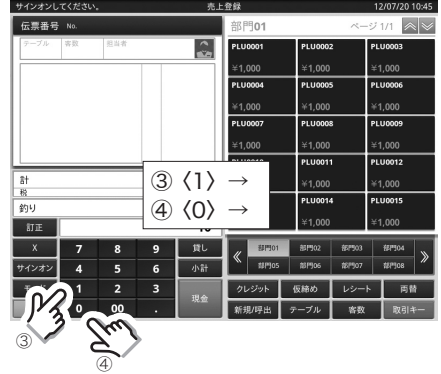 サインオンしてください。 売上登録 12/07/20 10:45
伝票番号 No.
テーブル 客数 担当者
計
税
釣り
訂正
X 7 8 9 貸し
サインオン 4 5 6 小計
1 2 3
0 00 . 現金
部門01 ページ 1/1
PLU0001 PLU0002 PLU0003
¥1,000 ¥1,000 ¥1,000
PLU0004 PLU0005 PLU0006
¥1,000 ¥1,000 ¥1,000
PLU0007 PLU0008 PLU0009
¥1,000 ¥1,000 ¥1,000
PLU0011 PLU0012
¥1,000 ¥1,000
PLU0014 PLU0015
¥1,000 ¥1,000
③〈1〉→
④〈0〉→
部門01 部門02 部門03 部門04
部門05 部門06 部門07 部門08
クレジット 仮締め レシート 両替
新規/呼出 テーブル 客数 取引キー
③
④